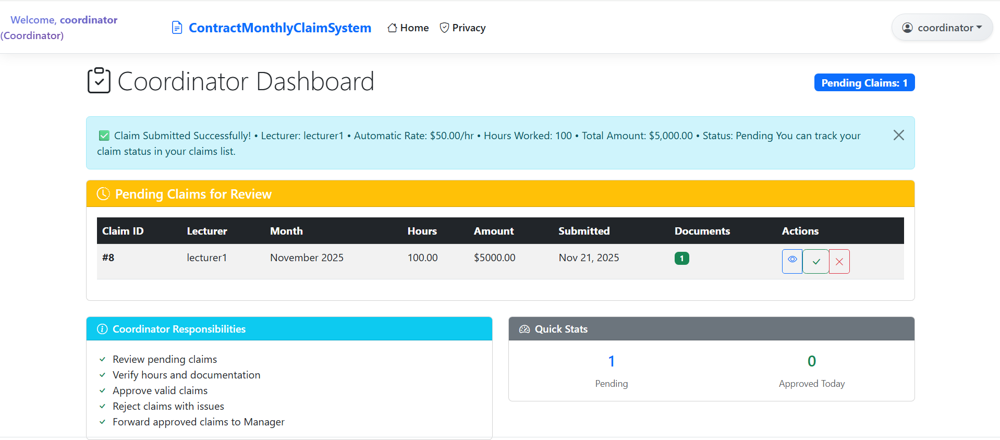 Welcome, coordinator
(Coordinator)
ContractMonthlyClaimSystem
Home
Privacy
coordinator
Coordinator Dashboard
Pending Claims: 1
✅ Claim Submitted Successfully! • Lecturer: lecturer1 • Automatic Rate: $50.00/hr • Hours Worked: 100 • Total Amount: $5,000.00 • Status: Pending You can track your
claim status in your claims list.
Pending Claims for Review
Claim ID Lecturer Month Hours Amount Submitted Documents Actions
#8 lecturer1 November 2025 100.00 $5000.00 Nov 21, 2025 1
Coordinator Responsibilities
Review pending claims
Verify hours and documentation
Approve valid claims
Reject claims with issues
Forward approved claims to Manager
Quick Stats
1 0
Pending Approved Today